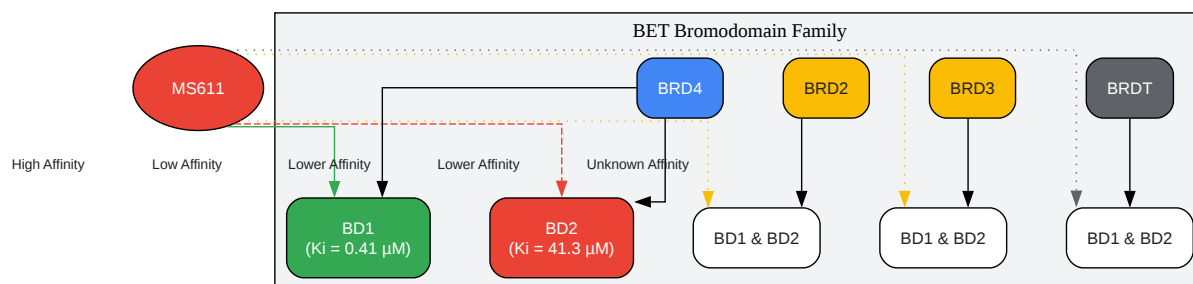 BET Bromodomain Family
MS611
BRD4
BRD2
BRD3
BRDT
High Affinity
Low Affinity
Lower Affinity
Lower Affinity
Unknown Affinity
BD1
(Ki = 0.41 µM)
BD2
(Ki = 41.3 µM)
BD1 & BD2
BD1 & BD2
BD1 & BD2